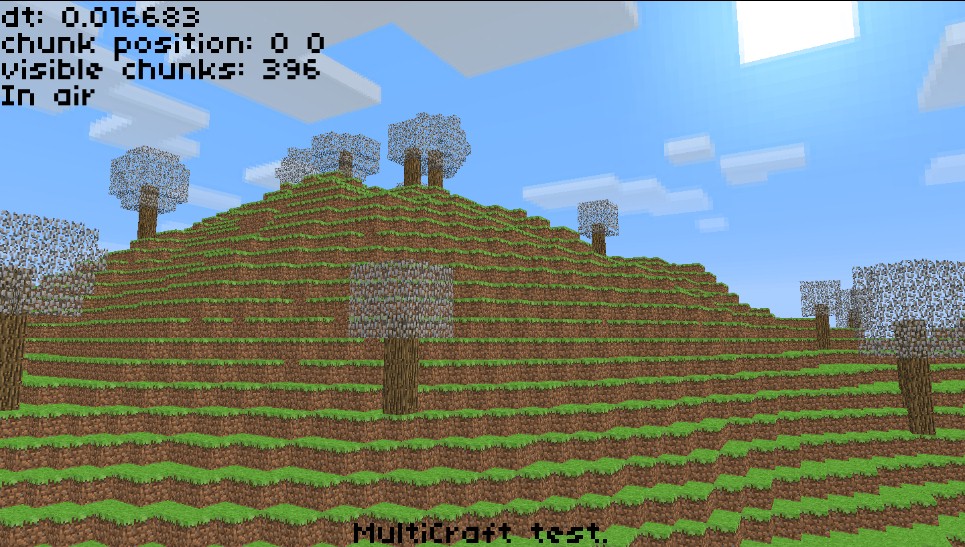 dt: 0.016683
chunk position: 0 0
visible chunks: 396
In air
MultiCraft test.